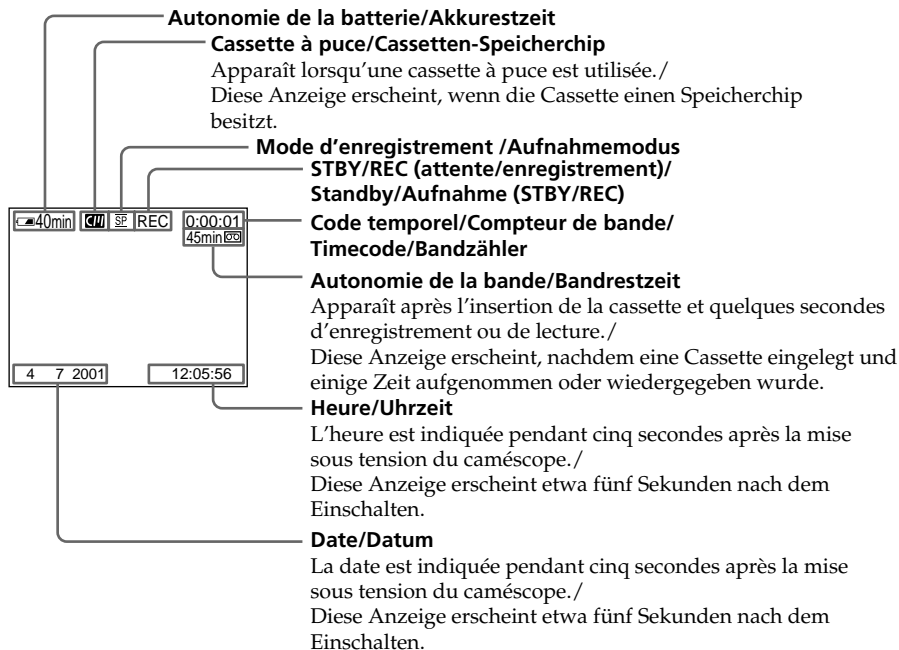 Autonomie de la batterie/Akkurestzeit
Cassette à puce/Cassetten-Speicherchip
Apparaît lorsqu'une cassette à puce est utilisée./
Diese Anzeige erscheint, wenn die Cassette einen Speicherchip
besitzt.
Mode d'enregistrement /Aufnahmemodus
STBY/REC (attente/enregistrement)/
Standby/Aufnahme (STBY/REC)
40min SP REC 0:00:01
45min
Code temporel/Compteur de bande/
Timecode/Bandzähler
Autonomie de la bande/Bandrestzeit
Apparaît après l'insertion de la cassette et quelques secondes
d'enregistrement ou de lecture./
Diese Anzeige erscheint, nachdem eine Cassette eingelegt und
einige Zeit aufgenommen oder wiedergegeben wurde.
4 7 2001 12:05:56
Heure/Uhrzeit
L'heure est indiquée pendant cinq secondes après la mise
sous tension du caméscope./
Diese Anzeige erscheint etwa fünf Sekunden nach dem
Einschalten.
Date/Datum
La date est indiquée pendant cinq secondes après la mise
sous tension du caméscope./
Diese Anzeige erscheint etwa fünf Sekunden nach dem
Einschalten.